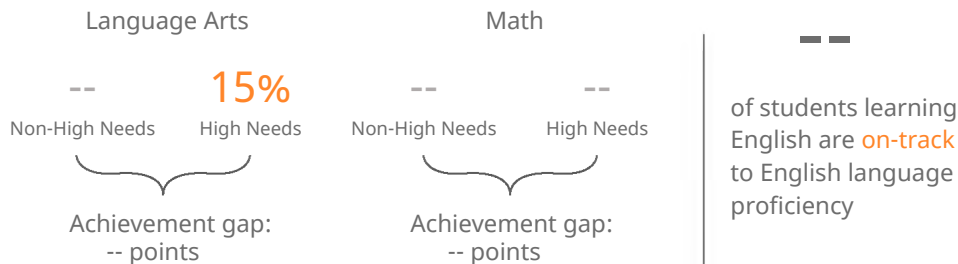 Language Arts
--
15%
Non-High Needs
High Needs
Achievement gap:
-- points
Math
--
--
Non-High Needs
High Needs
Achievement gap:
-- points
--
of students learning
English are on-track
to English language
proficiency